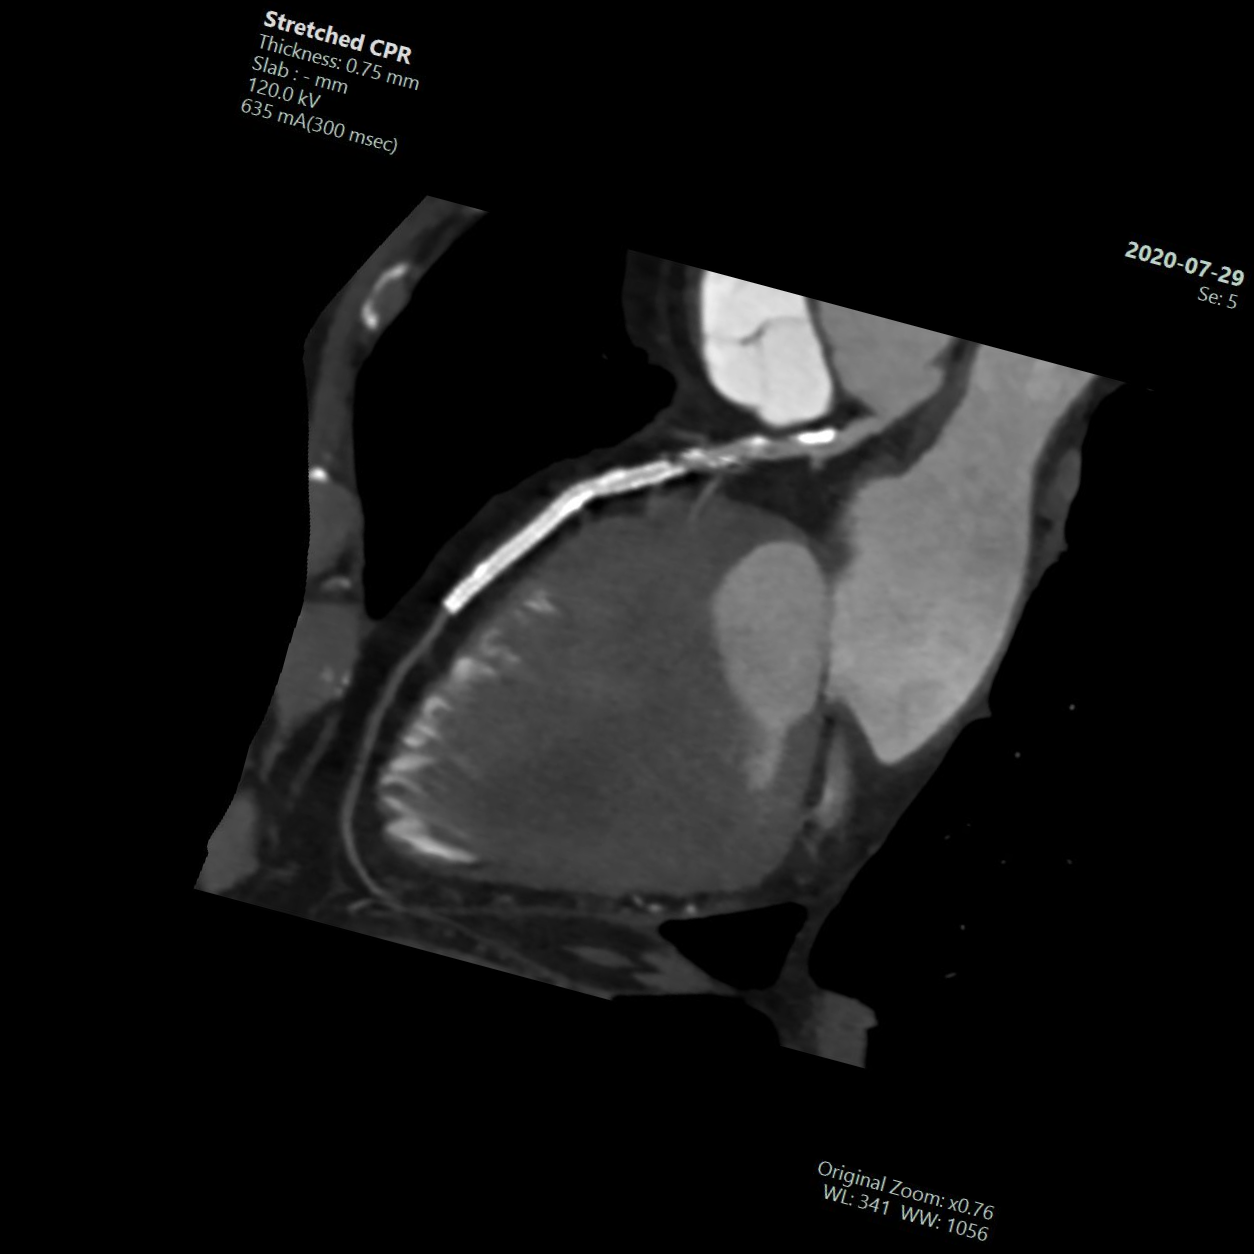 Stretched CPR
Thickness: 0.75 mm
Slab : - mm
120.0 kV
635 mA(300 msec)
2020-07-29
Se: 5
Original Zoom: x0.76
WL: 341 WW: 1056